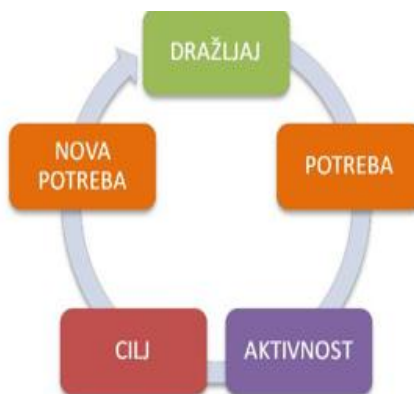 DRAŽLJAJ
POTREBA
AKTIVNOST
CILJ
NOVA
POTREBA